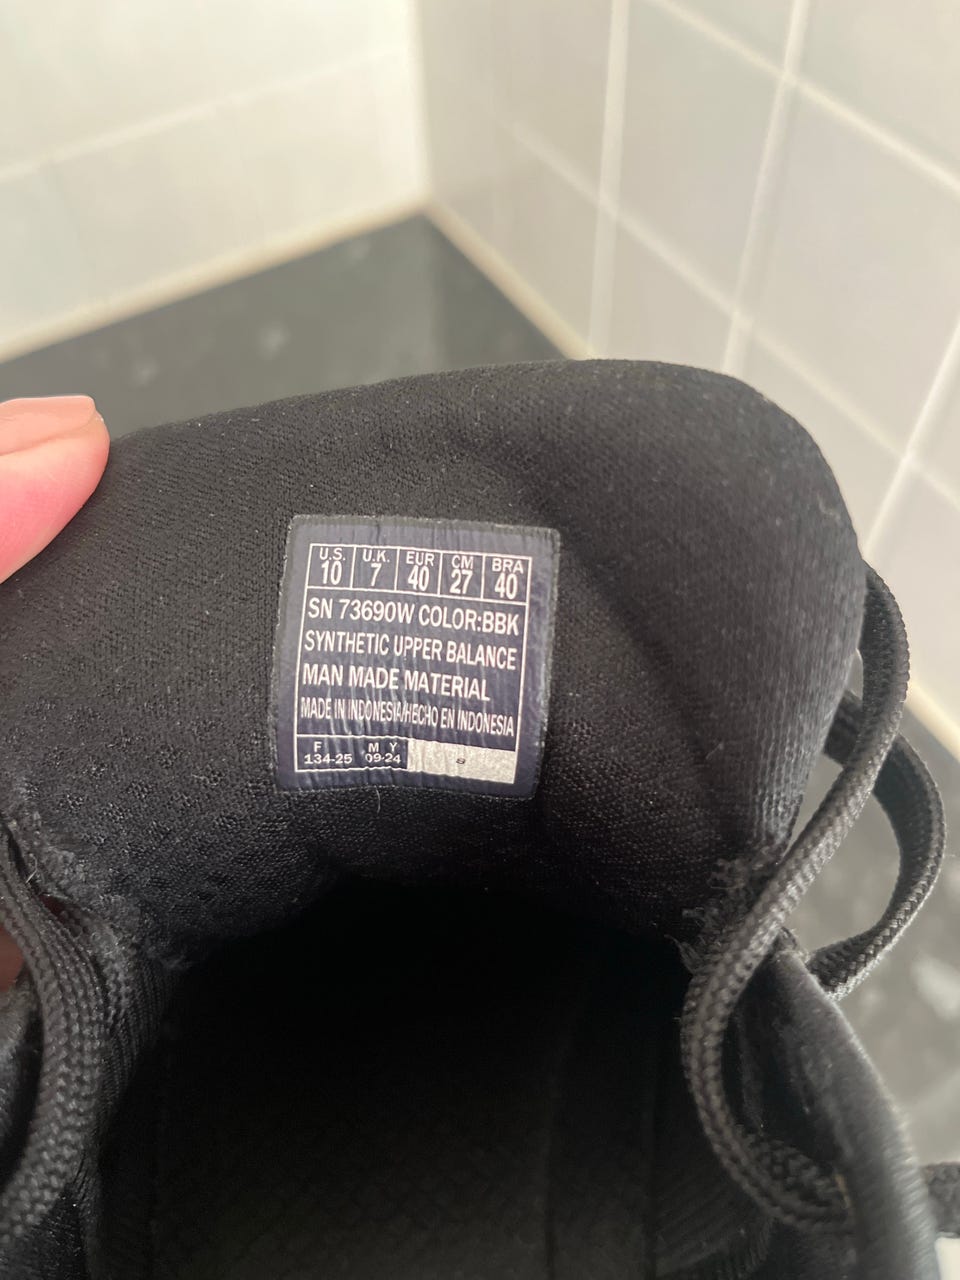 U.S. U.K. EUR CM BRA
10 7 40 27 40
SN 73690W COLOR:BBK
SYNTHETIC UPPER BALANCE
MAN MADE MATERIAL
MADE IN INDONESIA/HECHO EN INDONESIA
F M Y
134-25 09-24 8